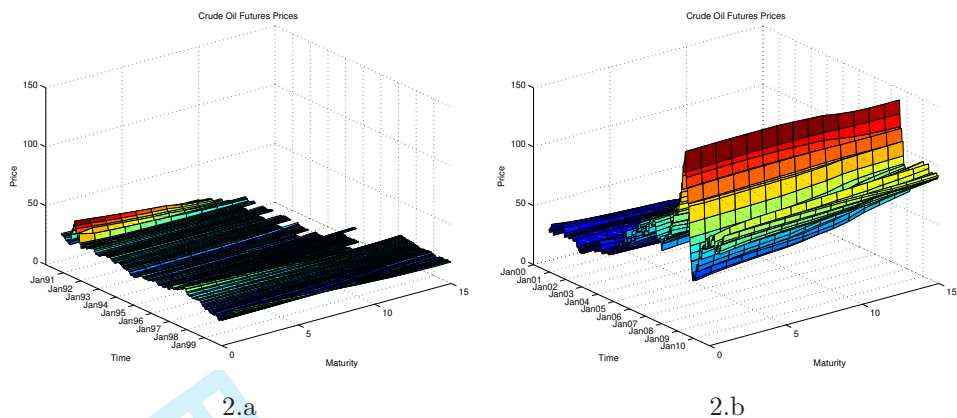 Crude Oil Futures Prices
150
100
50
0
Price
Jan91
Jan92
Jan93
Jan94
Jan95
Jan96
Jan97
Jan98
Jan99
Time
0
5
10
15
Maturity
2.a
Crude Oil Futures Prices
150
100
50
0
Price
Jan00
Jan01
Jan02
Jan03
Jan04
Jan05
Jan06
Jan07
Jan08
Jan09
Jan10
Time
0
5
10
15
Maturity
2.b